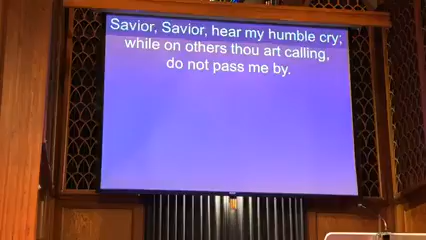 Savior, Savior, hear my humble cry;
while on others thou art calling,
do not pass me by.